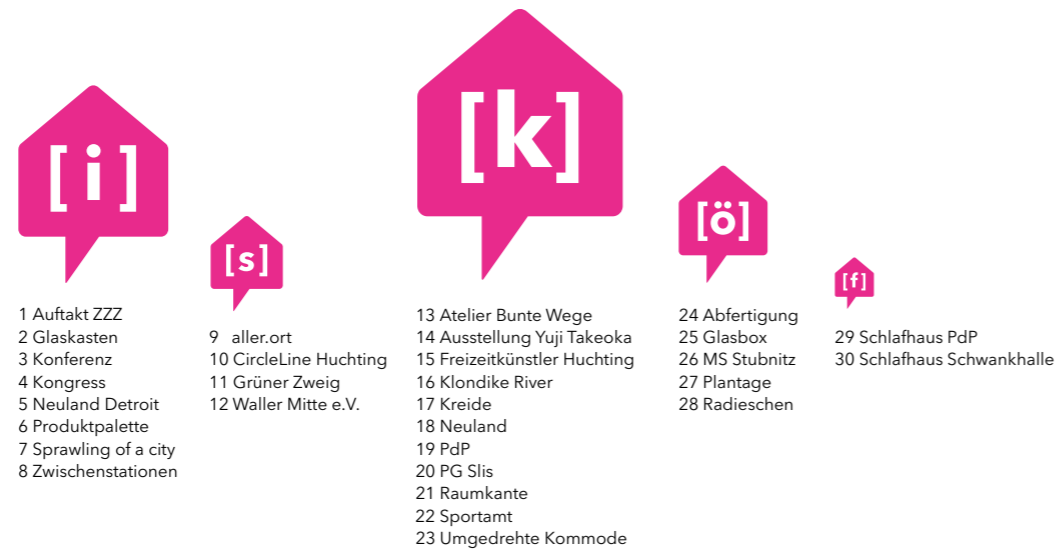 [i]
1 Auftakt ZZZ
2 Glaskasten
3 Konferenz
4 Kongress
5 Neuland Detroit
6 Produktpalette
7 Sprawling of a city
8 Zwischenstationen
[s]
9 aller.ort
10 CircleLine Huchting
11 Grüner Zweig
12 Waller Mitte e.V.
[k]
13 Atelier Bunte Wege
14 Ausstellung Yuji Takeoka
15 Freizeitkünstler Huchting
16 Klondike River
17 Kreide
18 Neuland
19 PdP
20 PG Slis
21 Raumkante
22 Sportamt
23 Umgedrehte Kommode
[ö]
24 Abfertigung
25 Glasbox
26 MS Stubnitz
27 Plantage
28 Radieschen
[f]
29 Schlafhaus PdP
30 Schlafhaus Schwankhalle